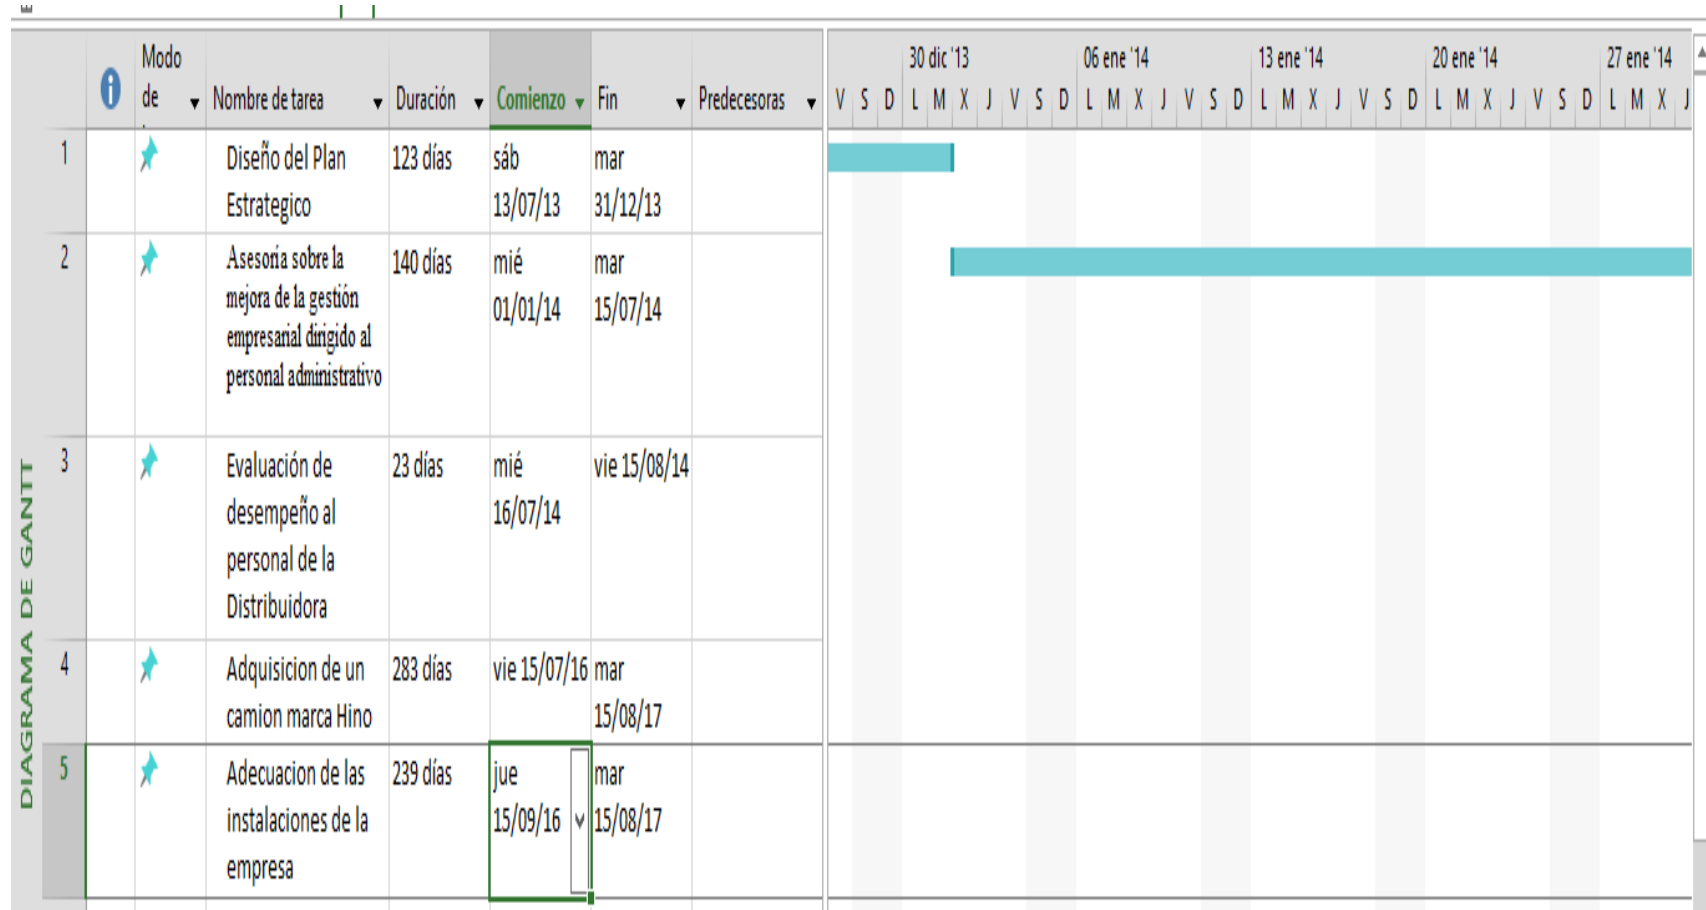 Modo
de
Nombre de tarea
Duración
Comienzo
Fin
Predecesoras
30 dic '13
06 ene '14
13 ene '14
20 ene '14
27 ene '14
V S D L M X J V S D L M X J V S D L M X J V S D L M X J V S D L M X J
1
Diseño del Plan
Estrategico
123 días
sáb
13/07/13
mar
31/12/13
2
Asesoria sobre la
mejora de la gestión
empresarial dirigido al
personal administrativo
140 días
mié
01/01/14
mar
15/07/14
3
Evaluación de
desempeño al
personal de la
Distribuidora
23 días
mié
16/07/14
vie 15/08/14
4
Adquisicion de un
camion marca Hino
283 días
vie 15/07/16
mar
15/08/17
5
Adecuacion de las
instalaciones de la
empresa
239 días
jue
15/09/16
mar
15/08/17
DIAGRAMA DE GANTT